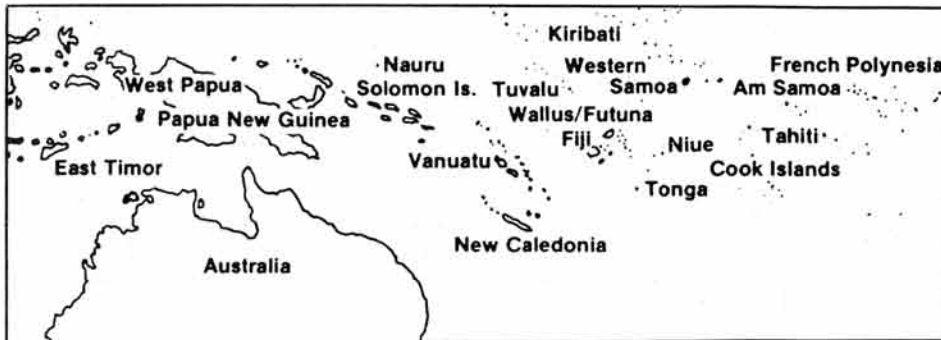 Kiribati
Nauru
Western
French Polynesia
West Papua
Solomon Is.
Tuvalu
Samoa
Am Samoa
Papua New Guinea
Wallus/Futuna
Fiji
Niue
Tahiti
East Timor
Vanuatu
Cook Islands
Tonga
New Caledonia
Australia